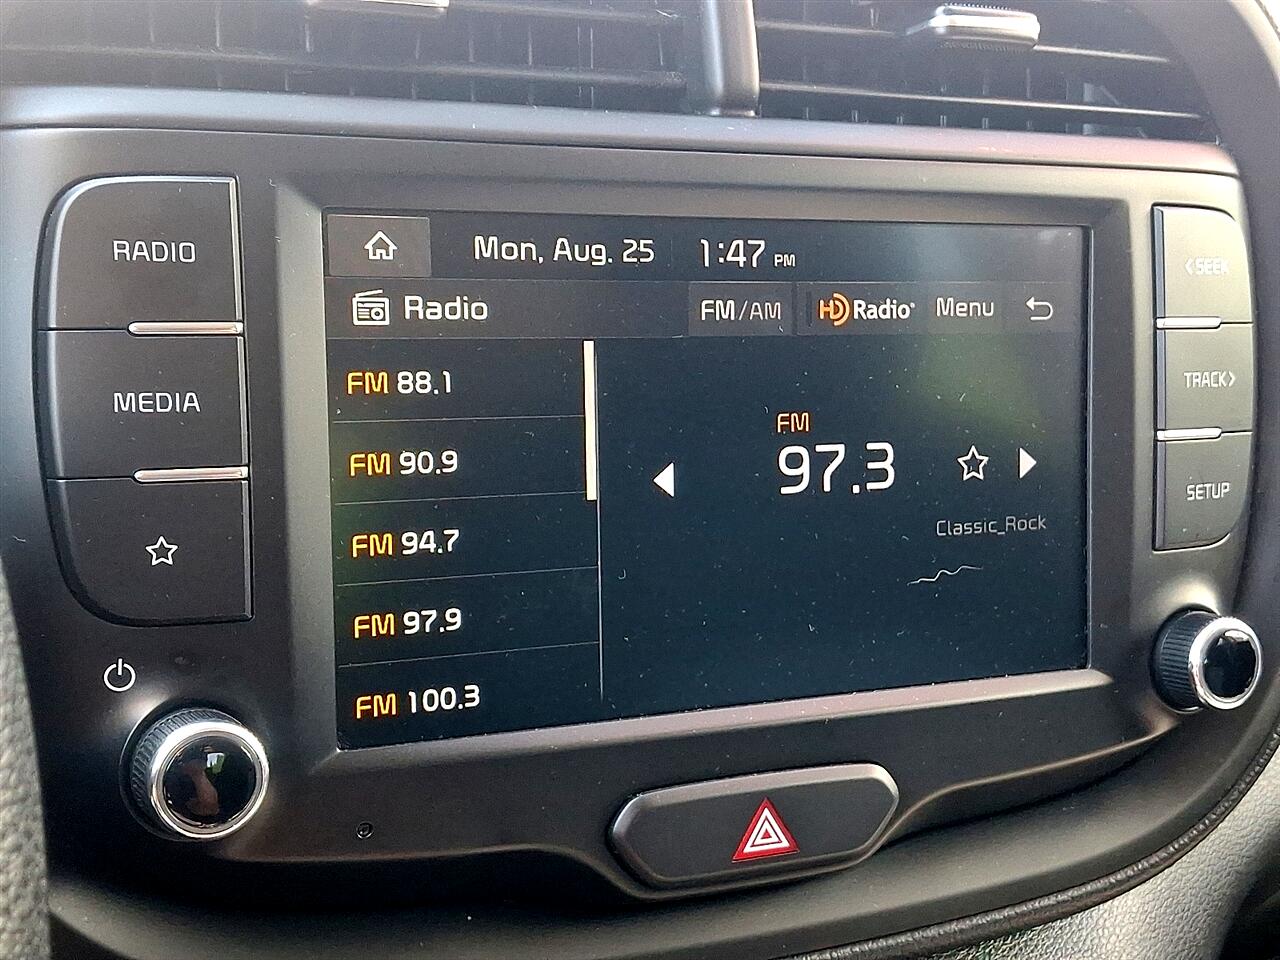 Mon, Aug. 25 1:47 PM
Radio FM/AM HD Radio Menu
RADIO
MEDIA
FM 88.1
FM 90.9
FM 94.7
FM 97.9
FM 100.3
FM
97.3
Classic_Rock
<SEEK
TRACK>
SETUP